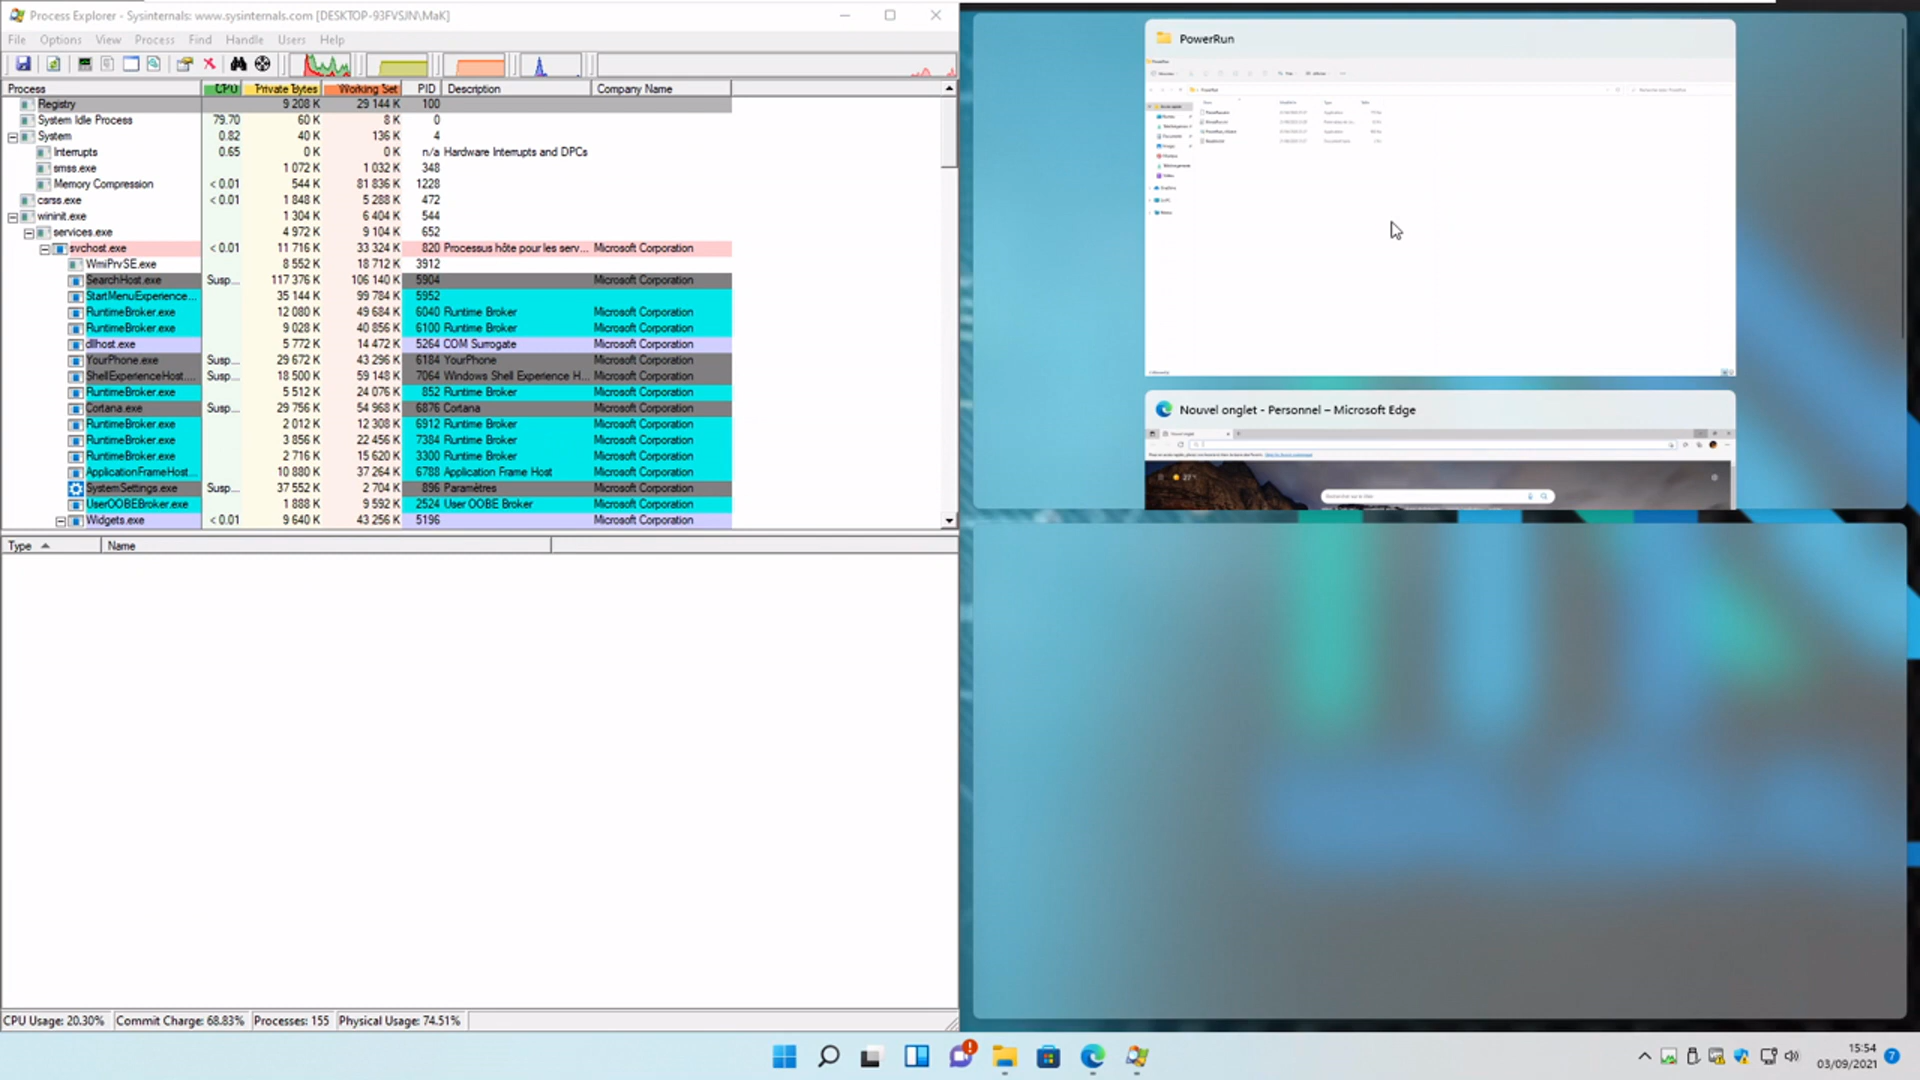 Process Explorer - Sysinternals: www.sysinternals.com [DESKTOP-93FVSJN\MaK]
File Options View Process Find Handle Users Help
Process CPU Private Bytes Working Set PID Description Company Name
Registry 9 208 K 29 144 K 100
System Idle Process 79.70 60 K 8 K 0
System 0.82 40 K 136 K 4
Interrupts 0.65 0 K 0 K n/a Hardware Interrupts and DPCs
smss.exe 1 072 K 1 032 K 348
Memory Compression < 0.01 544 K 81 836 K 1228
csrss.exe < 0.01 1 848 K 5 288 K 472
wininit.exe 1 304 K 6 404 K 544
services.exe 4 972 K 9 104 K 652
svchost.exe < 0.01 11 716 K 33 324 K 820 Processus hôte pour les serv... Microsoft Corporation
WmiPrvSE.exe 8 552 K 18 712 K 3912
SearchHost.exe Susp... 117 376 K 106 140 K 5904 Microsoft Corporation
StartMenuExperience... 35 144 K 99 784 K 5952
RuntimeBroker.exe 12 080 K 49 684 K 6040 Runtime Broker Microsoft Corporation
RuntimeBroker.exe 9 028 K 40 856 K 6100 Runtime Broker Microsoft Corporation
dllhost.exe 5 772 K 14 472 K 5264 COM Surrogate Microsoft Corporation
YourPhone.exe Susp... 29 672 K 43 296 K 6184 YourPhone Microsoft Corporation
ShellExperienceHost.... Susp... 18 500 K 59 148 K 7064 Windows Shell Experience H... Microsoft Corporation
RuntimeBroker.exe 5 512 K 24 076 K 852 Runtime Broker Microsoft Corporation
Cortana.exe Susp... 29 756 K 54 968 K 6876 Cortana Microsoft Corporation
RuntimeBroker.exe 2 012 K 12 308 K 6912 Runtime Broker Microsoft Corporation
RuntimeBroker.exe 3 856 K 22 456 K 7384 Runtime Broker Microsoft Corporation
RuntimeBroker.exe 2 716 K 15 620 K 3300 Runtime Broker Microsoft Corporation
ApplicationFrameHost... 10 880 K 37 264 K 6788 Application Frame Host Microsoft Corporation
SystemSettings.exe Susp... 37 552 K 2 704 K 896 Paramètres Microsoft Corporation
UserOOBEBroker.exe 1 888 K 9 592 K 2524 User OOBE Broker Microsoft Corporation
Widgets.exe < 0.01 9 640 K 43 256 K 5196 Microsoft Corporation
Type Name
CPU Usage: 20.30% Commit Charge: 68.83% Processes: 155 Physical Usage: 74.51%
PowerRun
Nouvel onglet - Personnel – Microsoft Edge
27°
15:54
03/09/2021
7